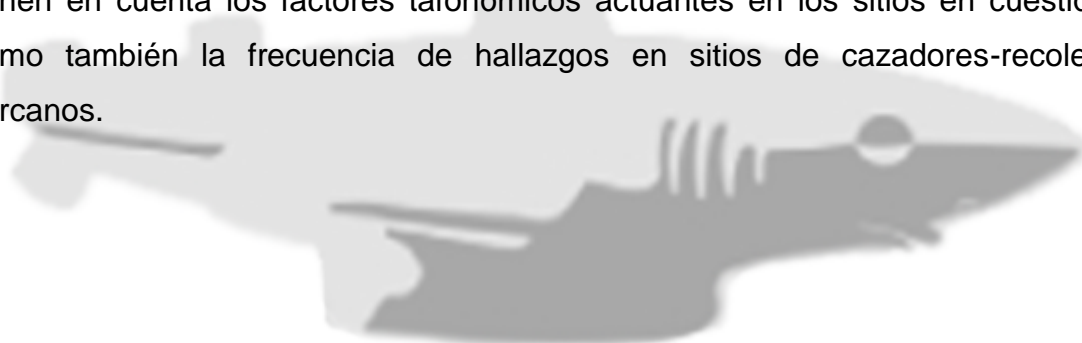 nen en cuenta los factores tafonómicos actuantes en los sitios en cuestió
mo también la frecuencia de hallazgos en sitios de cazadores-recole
rcanos.